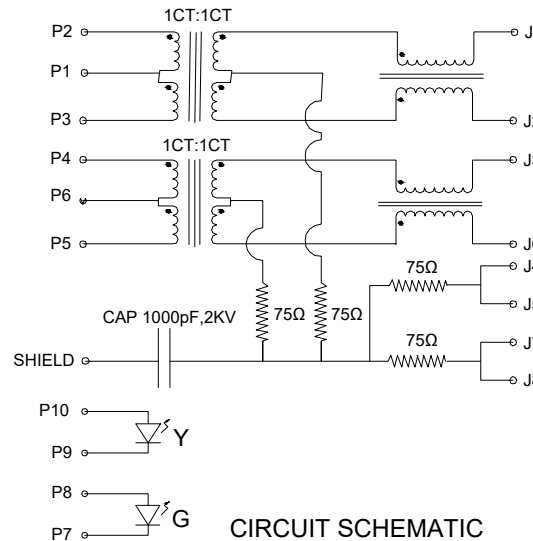 1CT:1CT
P2
J
P1
P3
1CT:1CT
P4
P6
P5
75Ω
75Ω
75Ω
CAP 1000pF,2KV
75Ω
SHIELD
P10
Y
P9
P8
G
P7
CIRCUIT SCHEMATIC